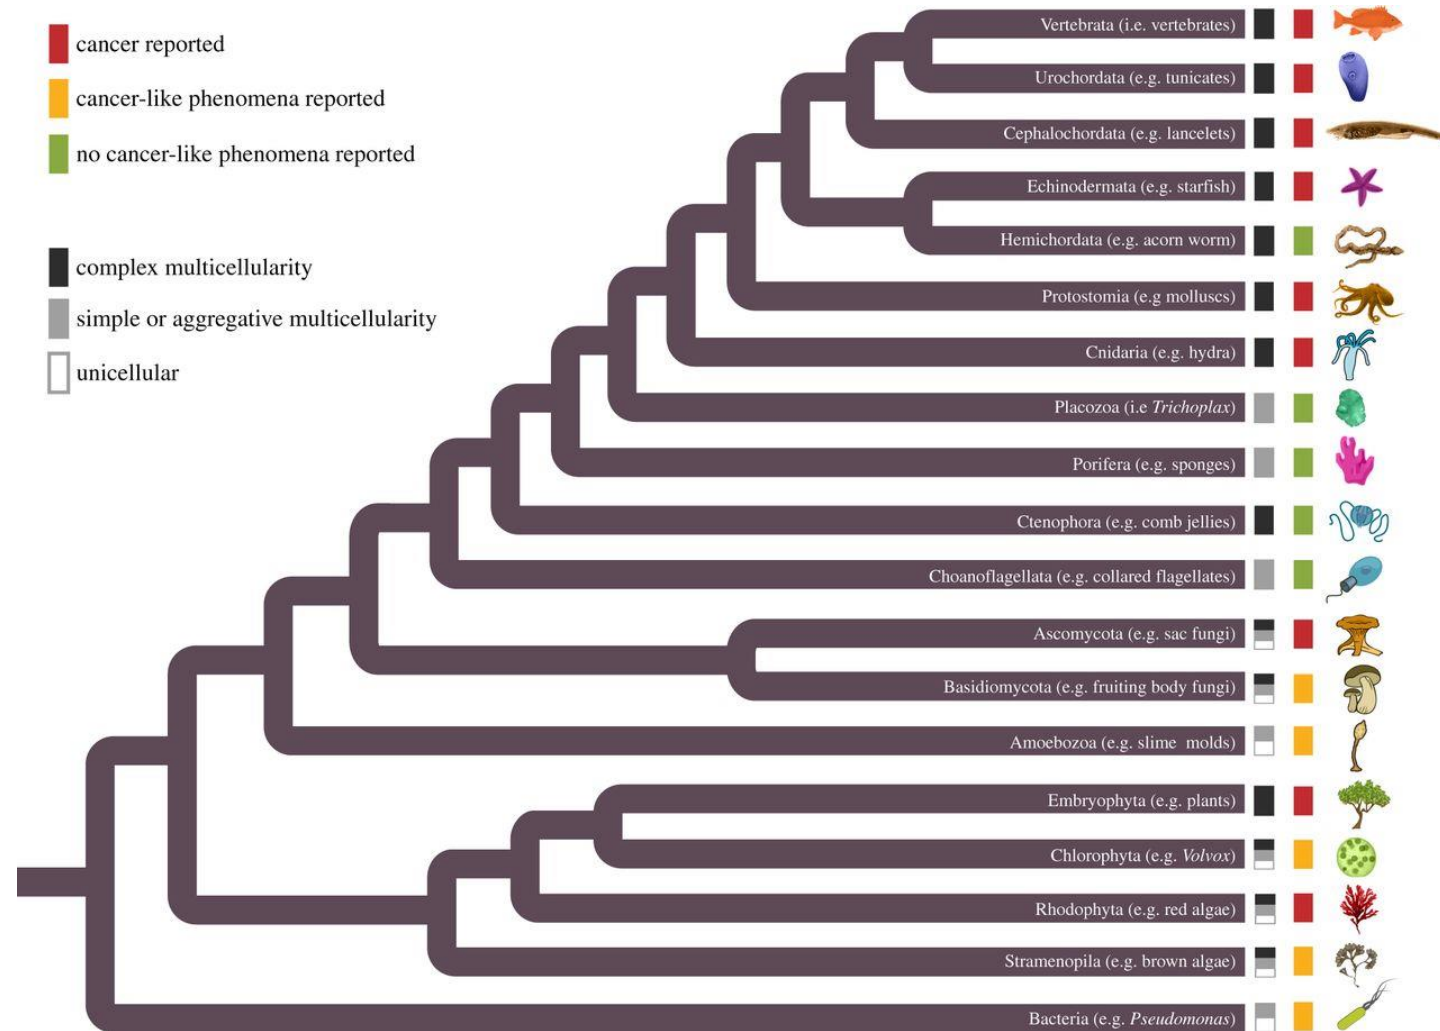 cancer reported
cancer-like phenomena reported
no cancer-like phenomena reported
complex multicellularity
simple or aggregative multicellularity
unicellular
Vertebrata (i.e. vertebrates)
Urochordata (e.g. tunicates)
Cephalochordata (e.g. lancelets)
Echinodermata (e.g. starfish)
Hemichordata (e.g. acorn worm)
Protostomia (e.g molluscs)
Cnidaria (e.g. hydra)
Placozoa (i.e Trichoplax)
Porifera (e.g. sponges)
Ctenophora (e.g. comb jellies)
Choanoflagellata (e.g. collared flagellates)
Ascomycota (e.g. sac fungi)
Basidiomycota (e.g. fruiting body fungi)
Amoebozoa (e.g. slime molds)
Embryophyta (e.g. plants)
Chlorophyta (e.g. Volvox)
Rhodophyta (e.g. red algae)
Stramenopila (e.g. brown algae)
Bacteria (e.g. Pseudomonas)